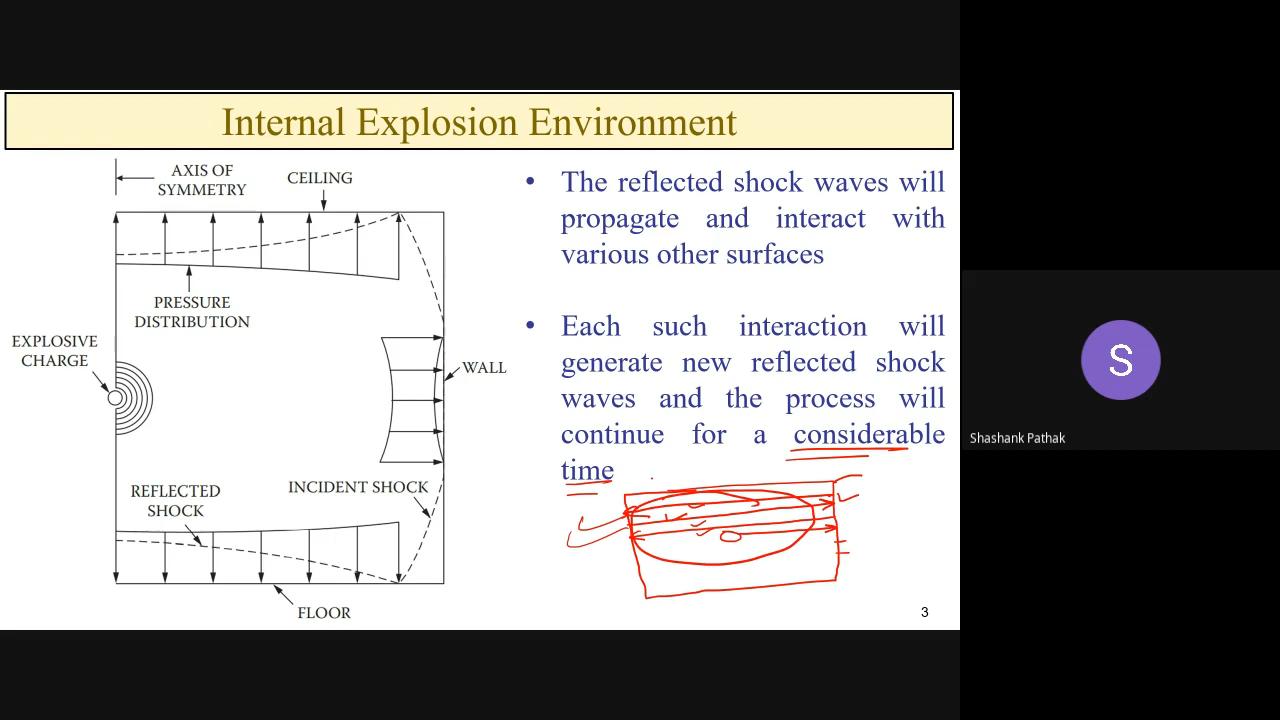 Internal Explosion Environment
AXIS OF
SYMMETRY
CEILING
PRESSURE
DISTRIBUTION
EXPLOSIVE
CHARGE
WALL
REFLECTED
SHOCK
INCIDENT SHOCK
FLOOR
• The reflected shock waves will
propagate and interact with
various other surfaces
• Each such interaction will
generate new reflected shock
waves and the process will
continue for a considerable
time
3
S
Shashank Pathak